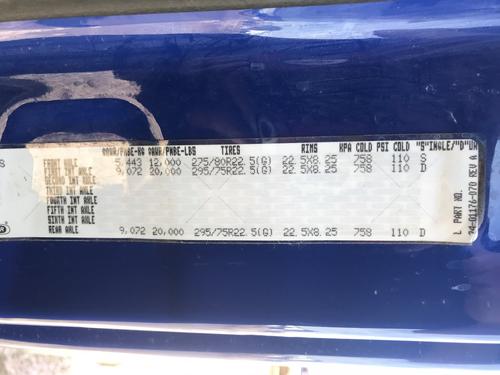 GAWR/PNBE-KG GAWR/PNBE-LBS TIRES RIMS KPA COLD PSI COLD "S"INGLE/"D"UA
FRONT AXLE 5,443 12,000 275/80R22.5(G) 22.5X8.25 758 110 S
FIRST INT AXLE 9,072 20,000 295/75R22.5(G) 22.5X8.25 758 110 D
SECOND INT AXLE
THIRD INT AXLE
FOURTH INT AXLE
FIFTH INT AXLE
SIXTH INT AXLE
REAR AXLE 9,072 20,000 295/75R22.5(G) 22.5X8.25 758 110 D
L PART NO.
24-01176-070 REV A